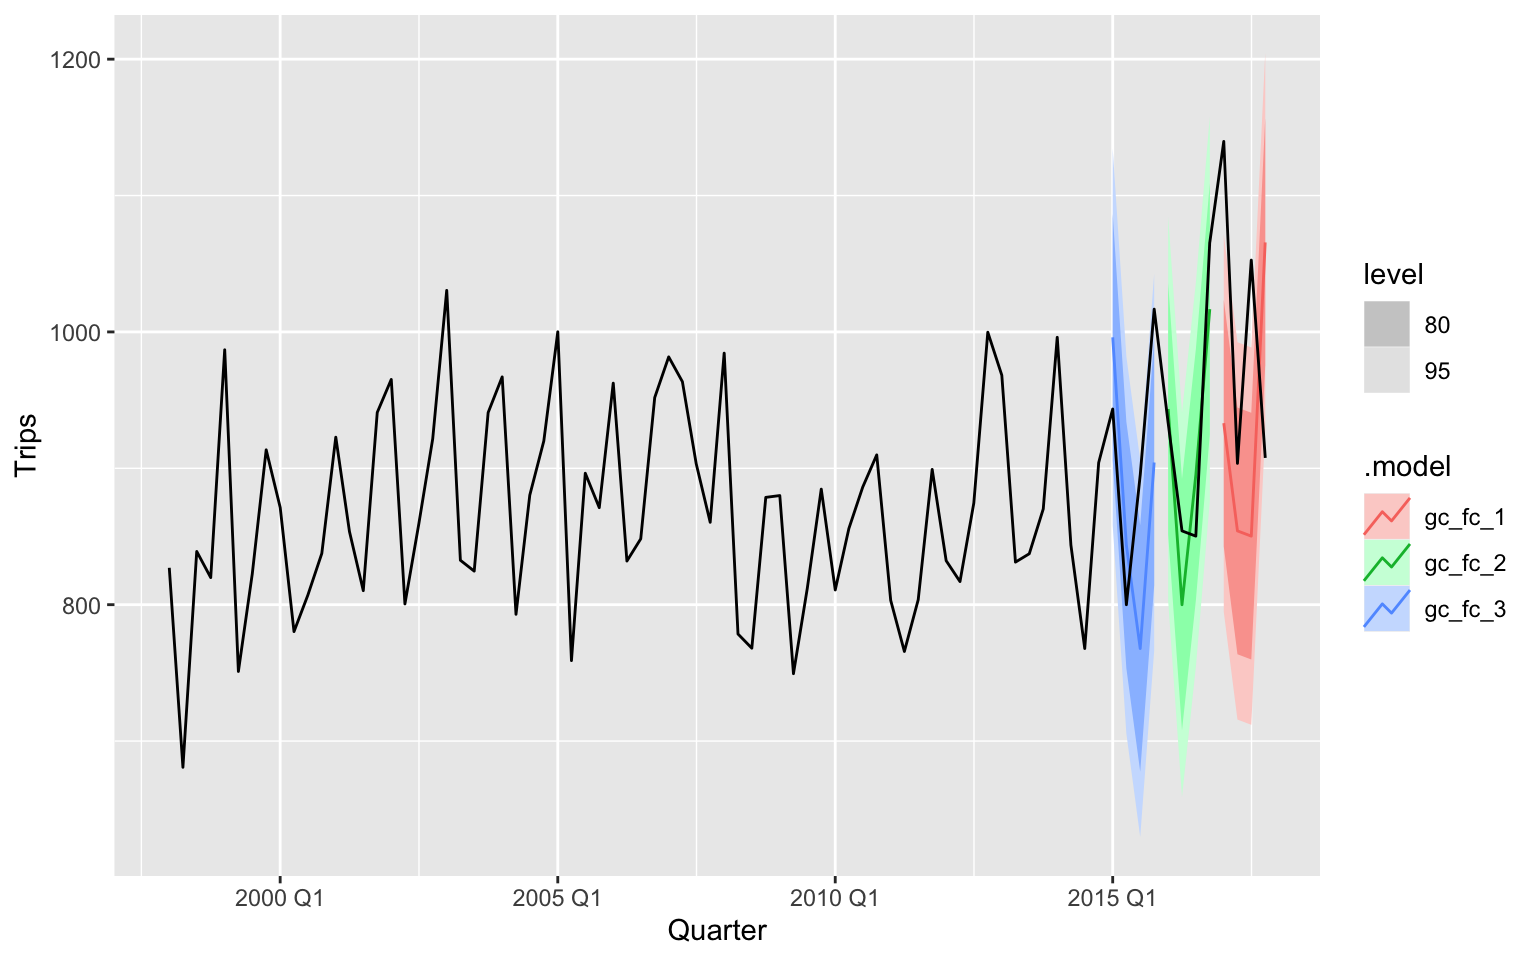 1200
1000
800
Trips
2000 Q1
2005 Q1
2010 Q1
2015 Q1
Quarter
level
80
95
.model
gc_fc_1
gc_fc_2
gc_fc_3